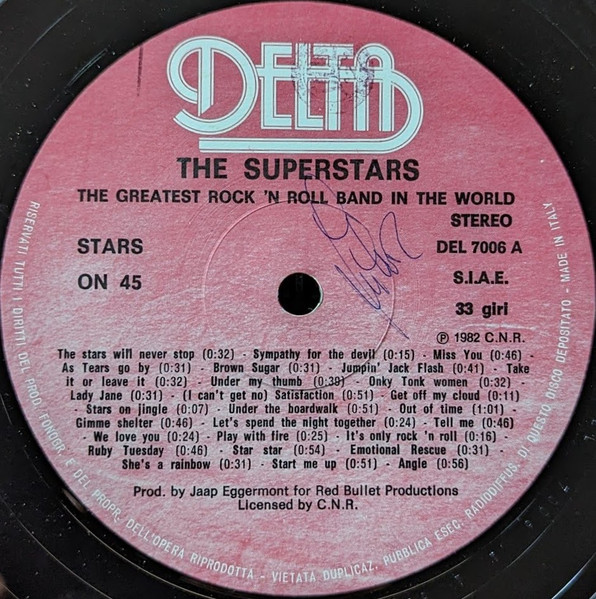 DELTA
THE SUPERSTARS
THE GREATEST ROCK 'N ROLL BAND IN THE WORLD
STEREO
STARS
ON 45
DEL 7006 A
S.I.A.E.
33 giri
℗ 1982 C.N.R.
The stars will never stop (0:32) - Sympathy for the devil (0:15) - Miss You (0:46) -
As Tears go by (0:31) - Brown Sugar (0:31) - Jumpin' Jack Flash (0:41) - Take
it or leave it (0:32) - Under my thumb (0:39) - Onky Tonk women (0:32) -
Lady Jane (0:31) - (I can't get no) Satisfaction (0:51) - Get off my cloud (0:11)
- Stars on jingle (0:07) - Under the boardwalk (0:31) - Out of time (1:01) -
Gimme shelter (0:46) - Let's spend the night together (0:24) - Tell me (0:46)
- We love you (0:24) - Play with fire (0:25) - It's only rock 'n roll (0:16) -
Ruby Tuesday (0:46) - Star star (0:54) - Emotional Rescue (0:31) -
She's a rainbow (0:31) - Start me up (0:51) - Angle (0:56)
Prod. by Jaap Eggermont for Red Bullet Productions
Licensed by C.N.R.
RISERVATI TUTTI I DIRITTI DEL PROD. FONOGR. E DEL PROPR. DELL'OPERA RIPRODOTTA - VIETATA DUPLICAZ. PUBBLICA ESEC. RADIODIFFUS. DI QUESTO DISCO DEPOSITATO - MADE IN ITALY